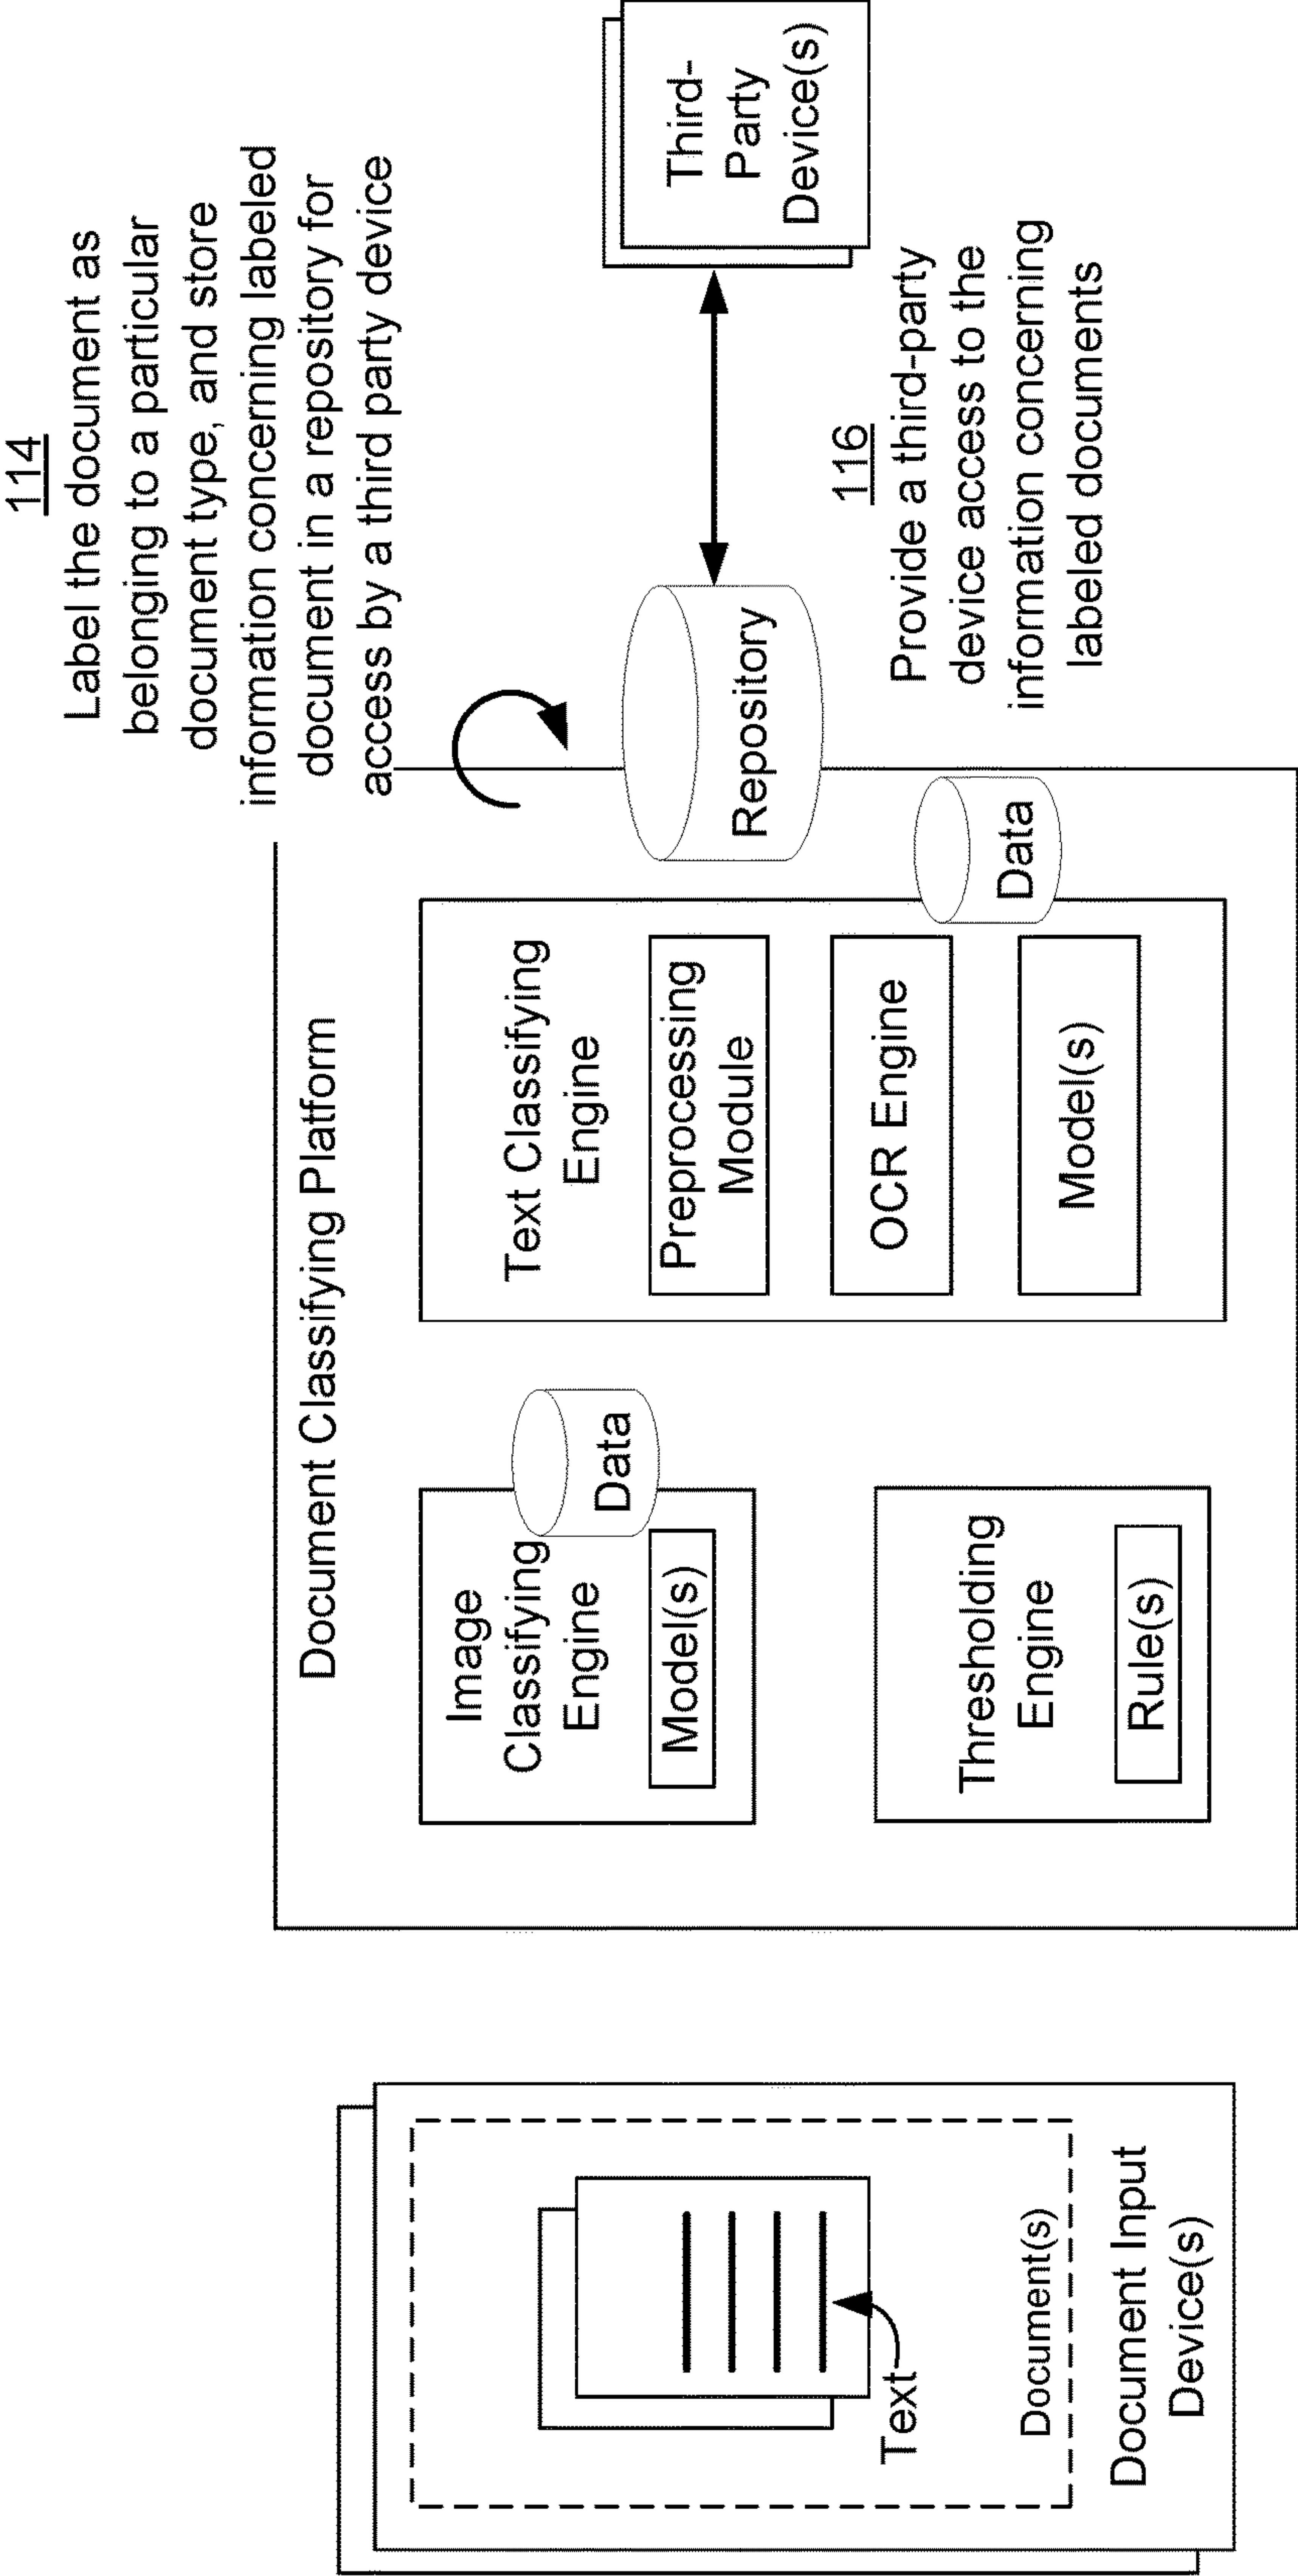 114
Label the document as
belonging to a particular
document type, and store
information concerning labeled
document in a repository for
access by a third party device
Document Classifying Platform
Image
Classifying
Engine
Model(s)
Data
Thresholding
Engine
Rule(s)
Text Classifying
Engine
Preprocessing
Module
OCR Engine
Model(s)
Data
Repository
Third-
Party
Device(s)
116
Provide a third-party
device access to the
information concerning
labeled documents
Text
Document(s)
Document Input
Device(s)